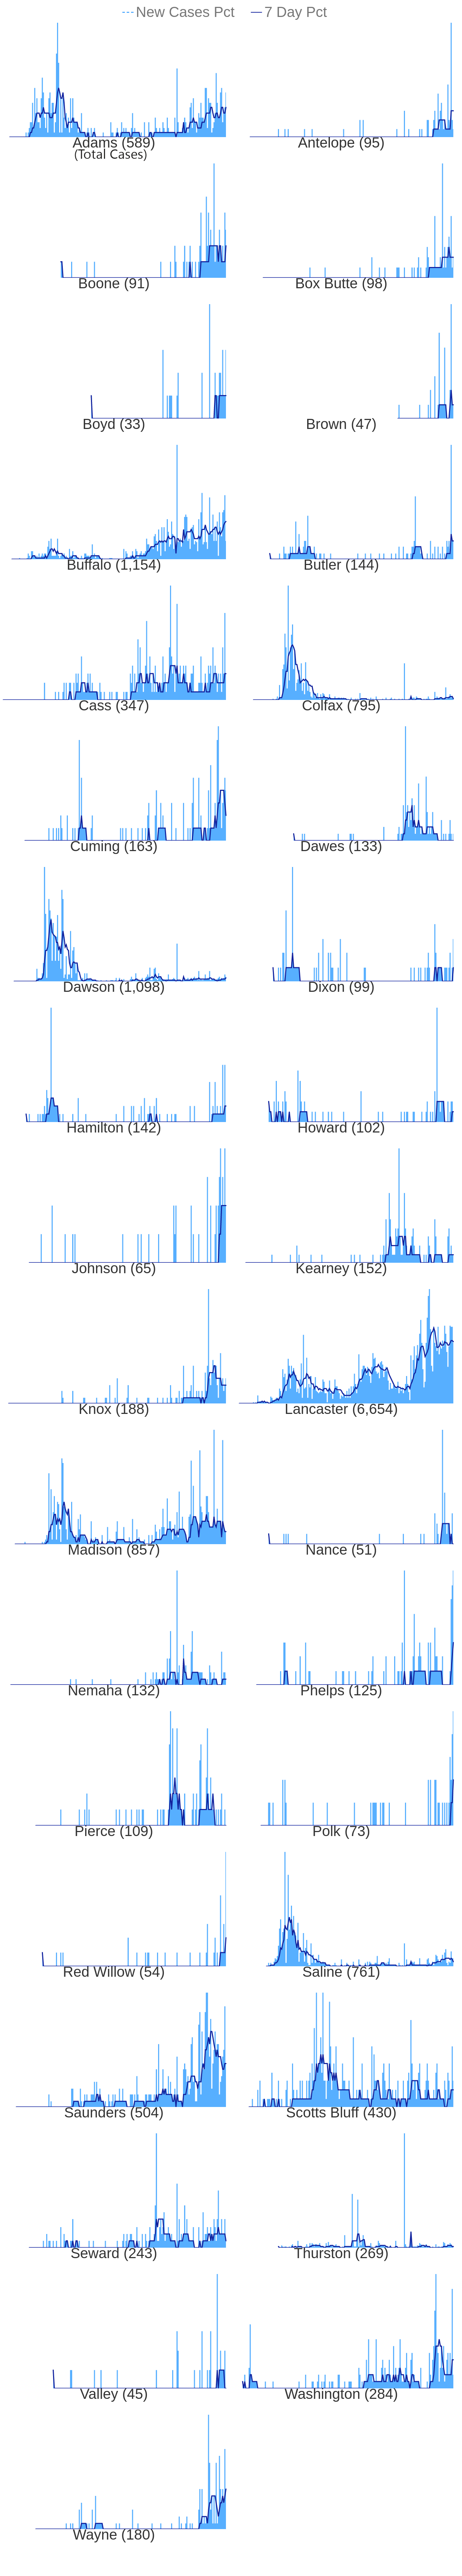 New Cases Pct 7 Day Pct
Adams (589) Antelope (95)
(Total Cases)
Boone (91) Box Butte (98)
Boyd (33) Brown (47)
Buffalo (1,154) Butler (144)
Cass (347) Colfax (795)
Cuming (163) Dawes (133)
Dawson (1,098) Dixon (99)
Hamilton (142) Howard (102)
Johnson (65) Kearney (152)
Knox (188) Lancaster (6,654)
Madison (857) Nance (51)
Nemaha (132) Phelps (125)
Pierce (109) Polk (73)
Red Willow (54) Saline (761)
Saunders (504) Scotts Bluff (430)
Seward (243) Thurston (269)
Valley (45) Washington (284)
Wayne (180)